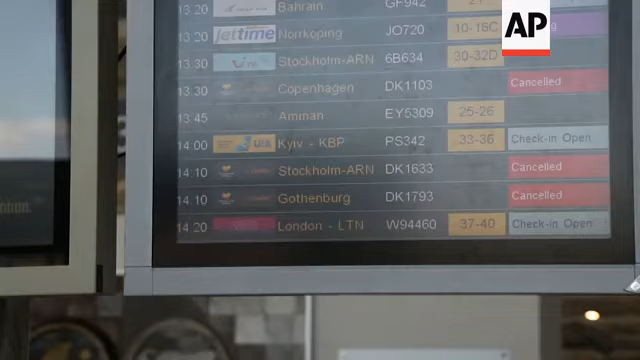 13 20 Bahrain GF942
13:20 Jettime Norrkoping JO720 10-16C
13:30 TUI Stockholm-ARN 6B634 30-32D
13:30 Copenhagen DK1103 Cancelled
13 45 Amman EY5309 25-26
14:00 UIA Kyiv - KBP PS342 33-36 Check-in Open
14:10 Stockholm-ARN DK1633 Cancelled
14:10 Gothenburg DK1793 Cancelled
14:20 London - LTN W94460 37-40 Check-in Open
AP